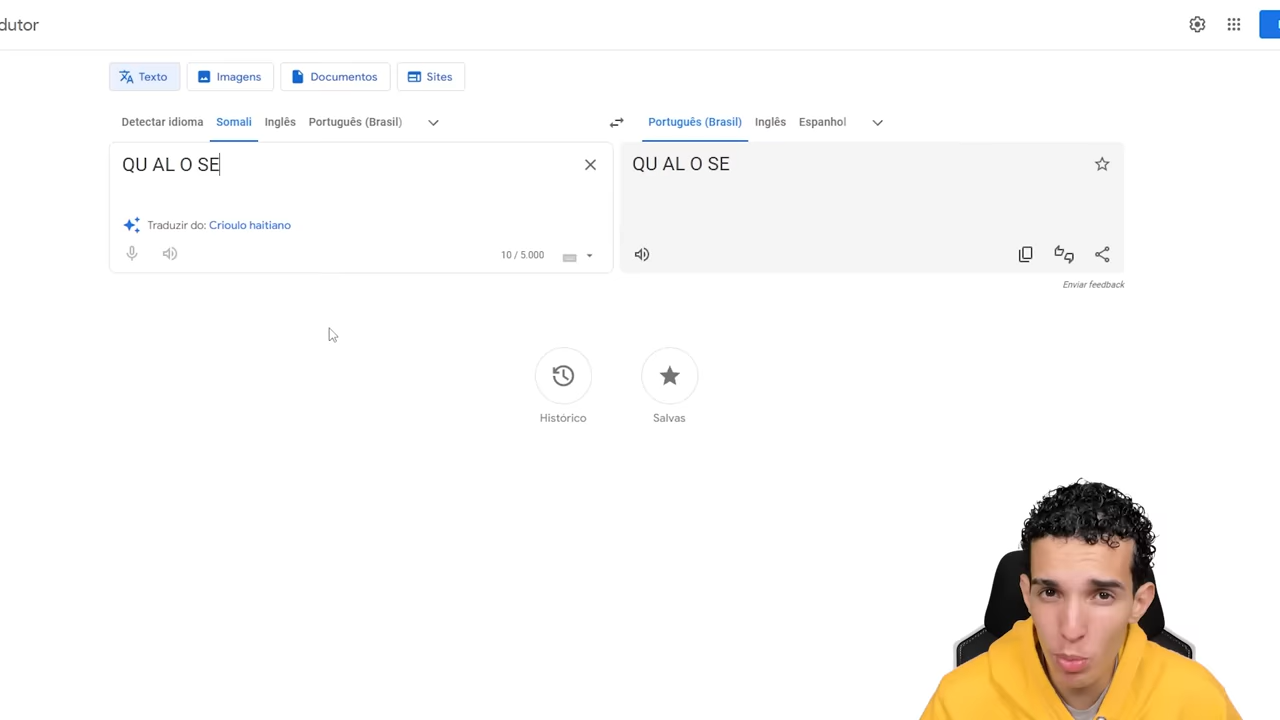 dutor
Texto
Imagens
Documentos
Sites
Detectar idioma Somali Inglês Português (Brasil)
Português (Brasil) Inglês Espanhol
QU AL O SE
QU AL O SE
Traduzir do: Crioulo haitiano
10 / 5.000
Enviar feedback
Histórico
Salvas